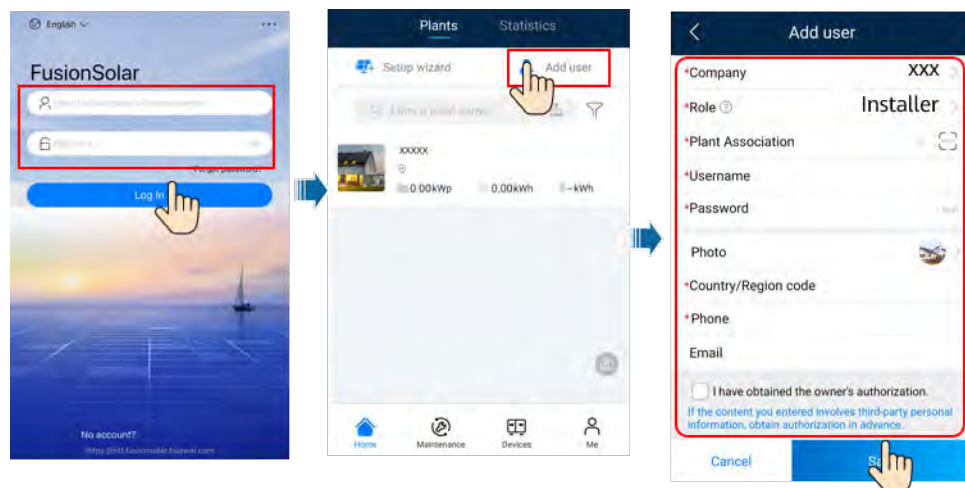 English
FusionSolar
Forgot password?
Log In
No account?
Plants Statistics
Setup wizard Add user
xxxxx
0.00kWp 0.00kWh --kWh
Home Maintenance Devices Me
Add user
*Company XXX
*Role Installer
*Plant Association
*Username
*Password
Photo
*Country/Region code
*Phone
Email
I have obtained the owner's authorization.
If the content you entered involves third-party personal
information, obtain authorization in advance.
Cancel